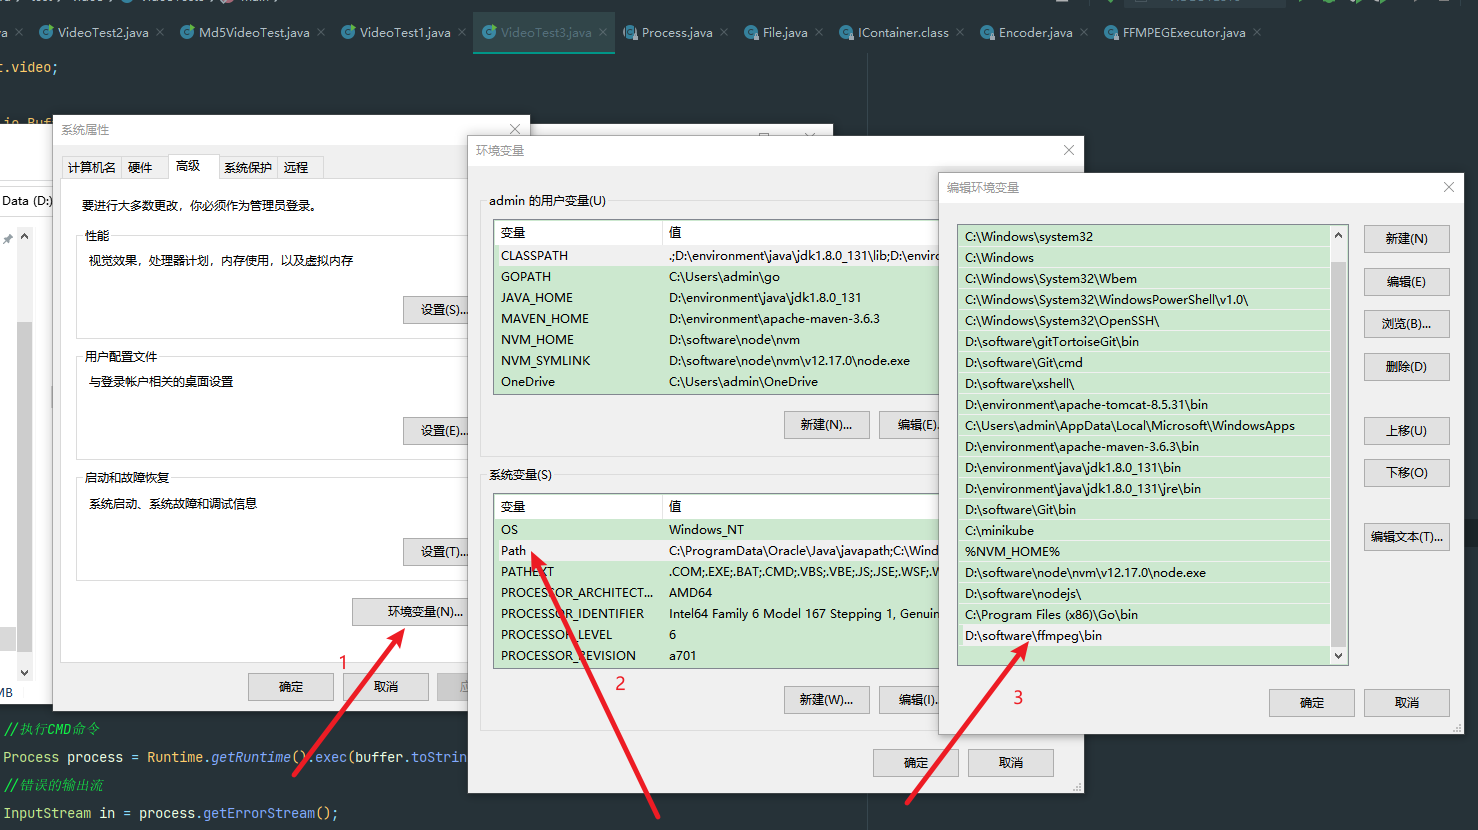 VideoTest2.java
Md5VideoTest.java
VideoTest1.java
VideoTest3.java
Process.java
File.java
IContainer.class
Encoder.java
FFMPEGExecutor.java
t.video;
Data (D:)
MB
系统属性
计算机名 硬件 高级 系统保护 远程
要进行大多数更改，你必须作为管理员登录。
性能
视觉效果，处理器计划，内存使用，以及虚拟内存
设置(S)...
用户配置文件
与登录帐户相关的桌面设置
设置(E)...
启动和故障恢复
系统启动、系统故障和调试信息
设置(T)...
环境变量(N)...
1
确定 取消
环境变量
admin 的用户变量(U)
变量 值
CLASSPATH .;D:\environment\java\jdk1.8.0_131\lib;D:\enviro
GOPATH C:\Users\admin\go
JAVA_HOME D:\environment\java\jdk1.8.0_131
MAVEN_HOME D:\environment\apache-maven-3.6.3
NVM_HOME D:\software\node\nvm
NVM_SYMLINK D:\software\node\nvm\v12.17.0\node.exe
OneDrive C:\Users\admin\OneDrive
新建(N)... 编辑(E).
系统变量(S)
变量 值
OS Windows_NT
Path C:\ProgramData\Oracle\Java\javapath;C:\Wind
PATHEXT .COM;.EXE;.BAT;.CMD;.VBS;.VBE;.JS;.JSE;.WSF;.W
PROCESSOR_ARCHITECT... AMD64
PROCESSOR_IDENTIFIER Intel64 Family 6 Model 167 Stepping 1, Genuin
PROCESSOR_LEVEL 6
PROCESSOR_REVISION a701
2
新建(W)... 编辑(I).
确定 取消
编辑环境变量
C:\Windows\system32
C:\Windows
C:\Windows\System32\Wbem
C:\Windows\System32\WindowsPowerShell\v1.0\
C:\Windows\System32\OpenSSH\
D:\software\gitTortoiseGit\bin
D:\software\Git\cmd
D:\software\xshell\
D:\environment\apache-tomcat-8.5.31\bin
C:\Users\admin\AppData\Local\Microsoft\WindowsApps
D:\environment\apache-maven-3.6.3\bin
D:\environment\java\jdk1.8.0_131\bin
D:\environment\java\jdk1.8.0_131\jre\bin
D:\software\Git\bin
C:\minikube
%NVM_HOME%
D:\software\node\nvm\v12.17.0\node.exe
D:\software\nodejs\
C:\Program Files (x86)\Go\bin
D:\software\ffmpeg\bin
新建(N)
编辑(E)
浏览(B)...
删除(D)
上移(U)
下移(O)
编辑文本(T)...
3
确定 取消
//执行CMD命令
Process process = Runtime.getRuntime().exec(buffer.toStrin
//错误的输出流
InputStream in = process.getErrorStream();